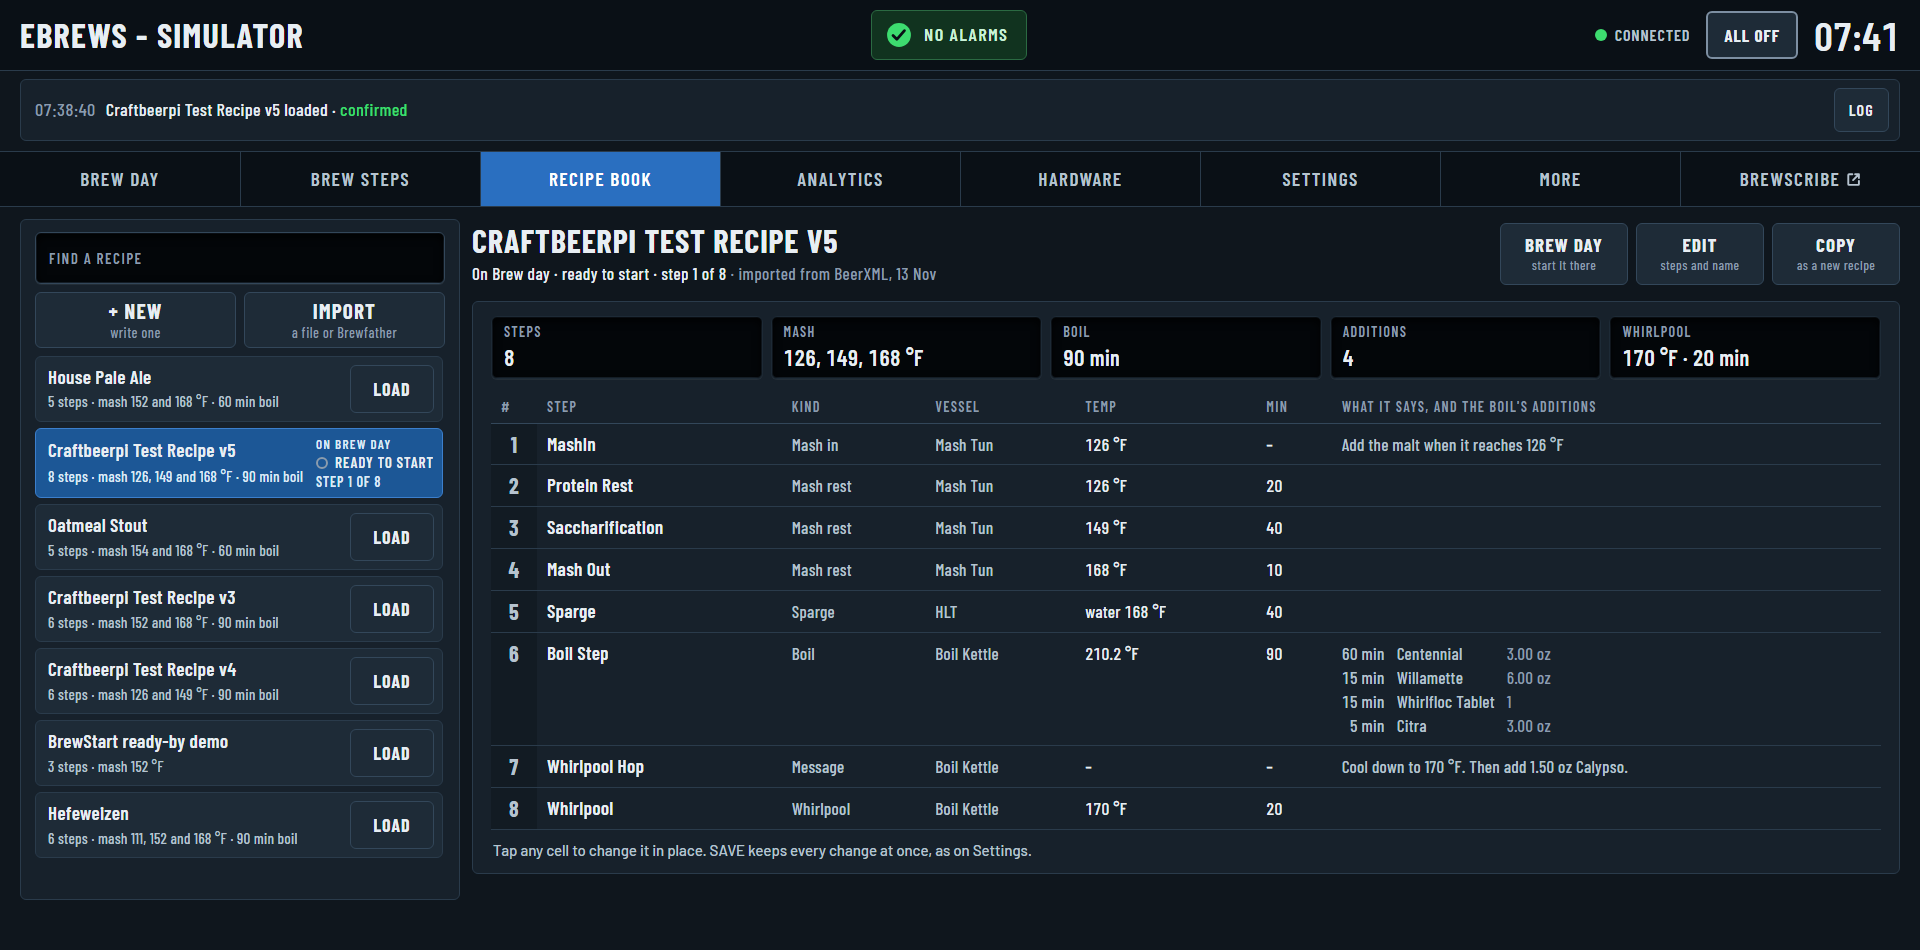 EBREWS - SIMULATOR
NO ALARMS
CONNECTED
ALL OFF
07:41
07:38:40 Craftbeerpi Test Recipe v5 loaded · confirmed
LOG
BREW DAY
BREW STEPS
RECIPE BOOK
ANALYTICS
HARDWARE
SETTINGS
MORE
BREWSCRIBE
FIND A RECIPE
+ NEW
write one
IMPORT
a file or Brewfather
House Pale Ale
5 steps · mash 152 and 168 °F · 60 min boil
LOAD
Craftbeerpi Test Recipe v5
8 steps · mash 126, 149 and 168 °F · 90 min boil
ON BREW DAY
READY TO START
STEP 1 OF 8
Oatmeal Stout
5 steps · mash 154 and 168 °F · 60 min boil
LOAD
Craftbeerpi Test Recipe v3
6 steps · mash 152 and 168 °F · 90 min boil
LOAD
Craftbeerpi Test Recipe v4
6 steps · mash 126 and 149 °F · 90 min boil
LOAD
BrewStart ready-by demo
3 steps · mash 152 °F
LOAD
Hefeweizen
6 steps · mash 111, 152 and 168 °F · 90 min boil
LOAD
CRAFTBEERPI TEST RECIPE V5
On Brew day · ready to start · step 1 of 8 · imported from BeerXML, 13 Nov
BREW DAY
start it there
EDIT
steps and name
COPY
as a new recipe
STEPS
8
MASH
126, 149, 168 °F
BOIL
90 min
ADDITIONS
4
WHIRLPOOL
170 °F · 20 min
# STEP KIND VESSEL TEMP MIN WHAT IT SAYS, AND THE BOIL'S ADDITIONS
1 MashIn Mash in Mash Tun 126 °F – Add the malt when it reaches 126 °F
2 Protein Rest Mash rest Mash Tun 126 °F 20
3 Saccharification Mash rest Mash Tun 149 °F 40
4 Mash Out Mash rest Mash Tun 168 °F 10
5 Sparge Sparge HLT water 168 °F 40
6 Boil Step Boil Boil Kettle 210.2 °F 90 60 min Centennial 3.00 oz
15 min Willamette 6.00 oz
15 min Whirlfloc Tablet 1
5 min Citra 3.00 oz
7 Whirlpool Hop Message Boil Kettle – – Cool down to 170 °F. Then add 1.50 oz Calypso.
8 Whirlpool Whirlpool Boil Kettle 170 °F 20
Tap any cell to change it in place. SAVE keeps every change at once, as on Settings.